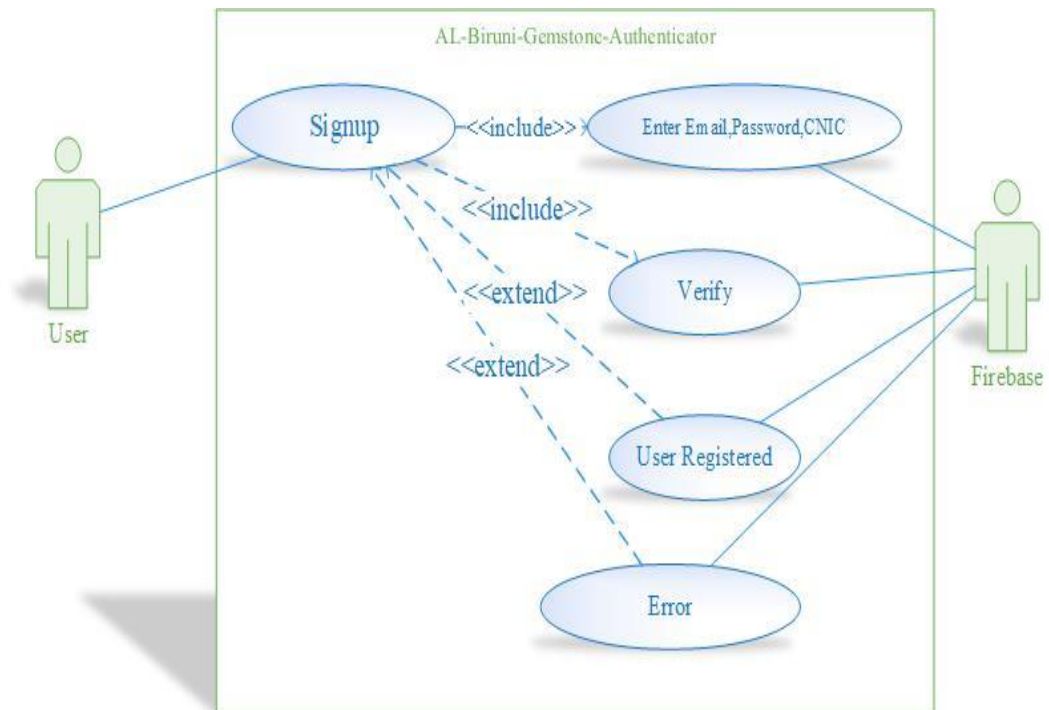 AL-Biruni-Gemstone-Authenticator
Signup
<<include>>
Enter Email,Password,CNIC
<<include>>
Verify
<<extend>>
<<extend>>
User
Firebase
User Registered
Error